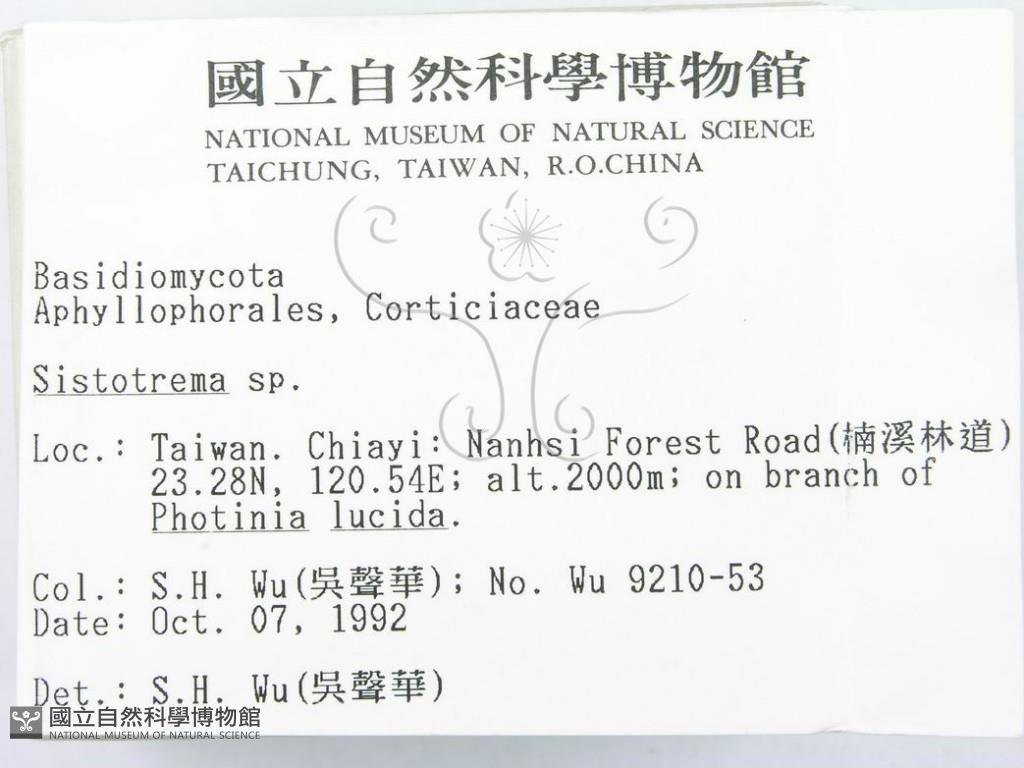 國立自然科學博物館
NATIONAL MUSEUM OF NATURAL SCIENCE
TAICHUNG, TAIWAN, R.O.CHINA
Basidiomycota
Aphyllophorales, Corticiaceae
Sistotrema sp.
Loc.: Taiwan. Chiayi: Nanhsi Forest Road(楠溪林道)
23.28N, 120.54E; alt.2000m; on branch of
Photinia lucida.
Col.: S.H. Wu(吳聲華); No. Wu 9210-53
Date: Oct. 07, 1992
Det.: S.H. Wu(吳聲華)
國立自然科學博物館
NATIONAL MUSEUM OF NATURAL SCIENCE